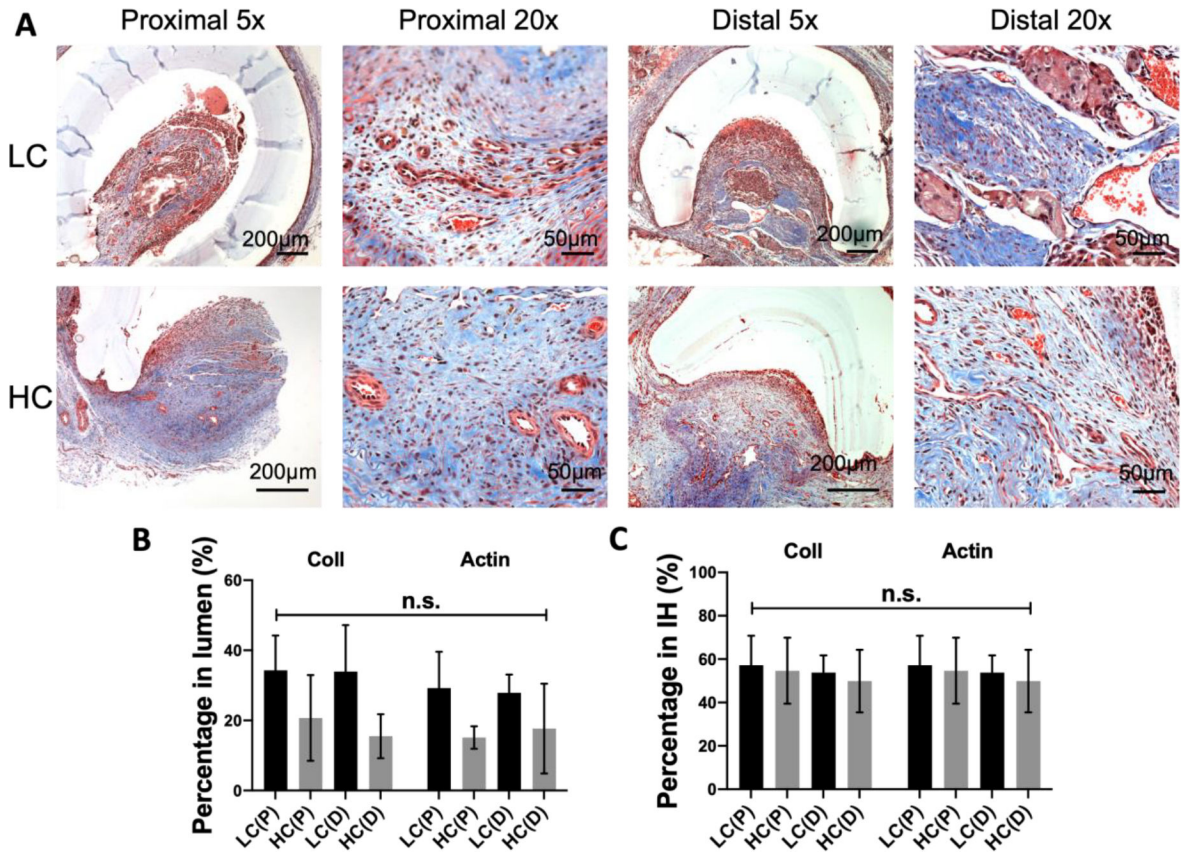 A
Proximal 5x
Proximal 20x
Distal 5x
Distal 20x
LC
200μm
50μm
200μm
50μm
HC
200μm
50μm
200μm
50μm
B
Percentage in lumen (%)
Coll
Actin
n.s.
60
40
20
0
LC(P)
HC(P)
LC(D)
HC(D)
LC(P)
HC(P)
LC(D)
HC(D)
C
Percentage in IH (%)
Coll
Actin
n.s.
100
80
60
40
20
0
LC(P)
HC(P)
LC(D)
HC(D)
LC(P)
HC(P)
LC(D)
HC(D)